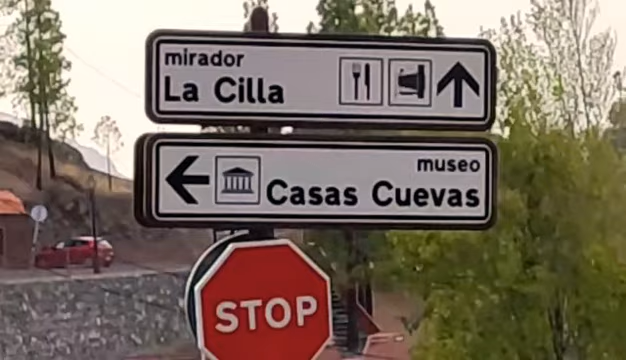 mirador
La Cilla
museo
Casas Cuevas
STOP